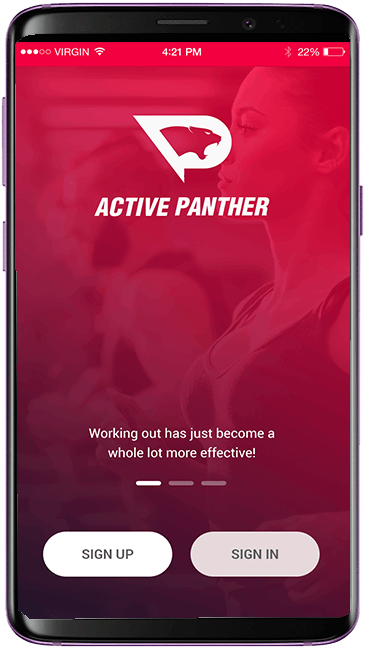 VIRGIN 4:21 PM 22%
ACTIVE PANTHER
Working out has just become a
whole lot more effective!
SIGN UP SIGN IN